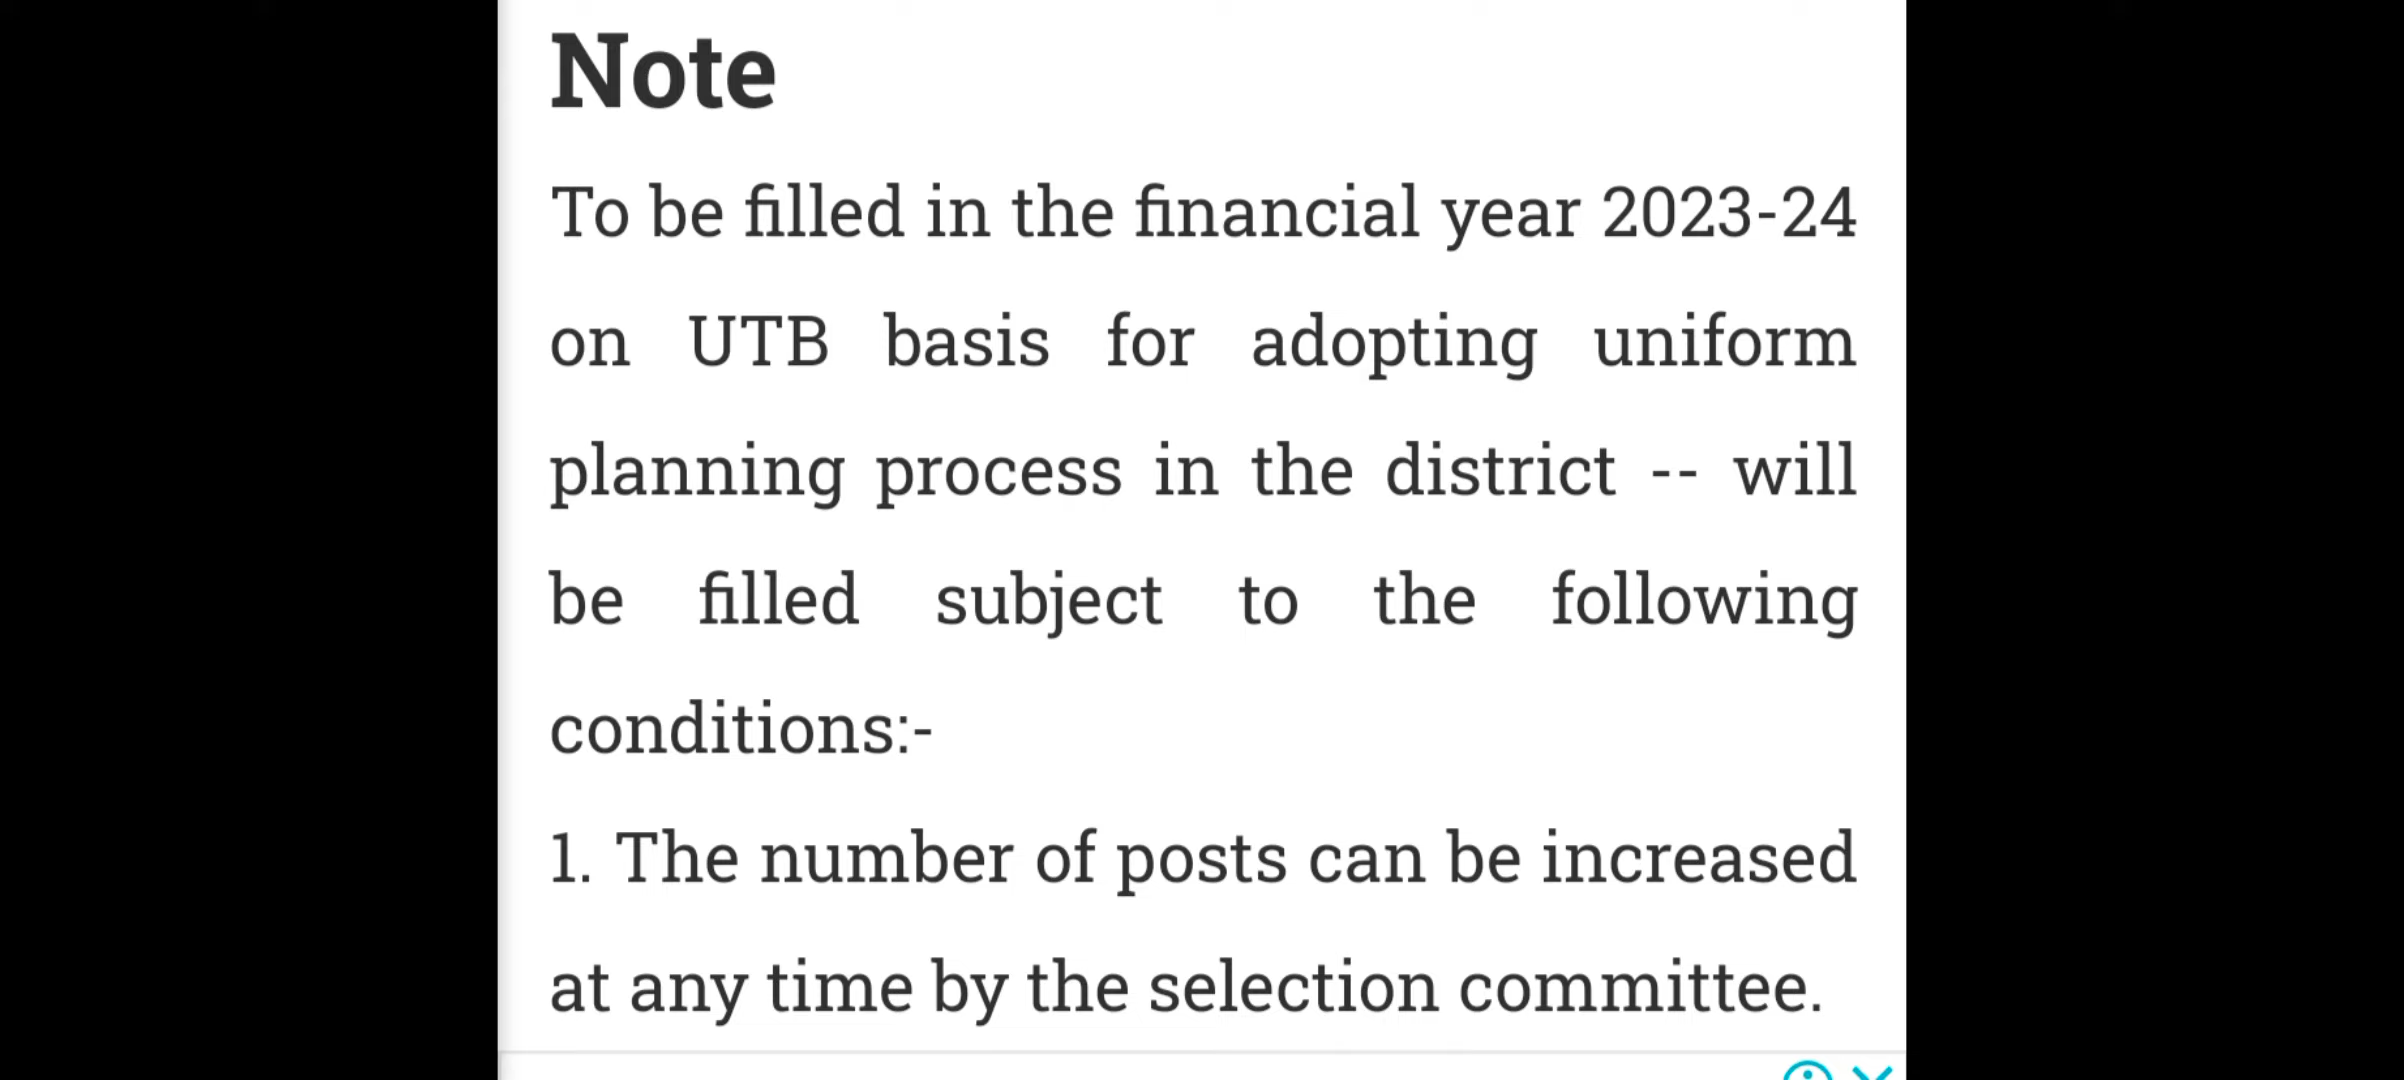 Note
To be filled in the financial year 2023-24
on UTB basis for adopting uniform
planning process in the district -- will
be filled subject to the following
conditions:-
1. The number of posts can be increased
at any time by the selection committee.